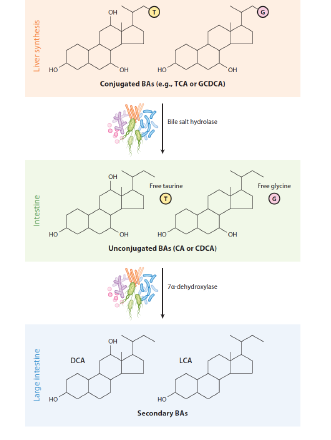 Liver synthesis
OH
T
G
HO
OH
HO
OH
Conjugated BAs (e.g., TCA or GCDCA)
Bile salt hydrolase
Intestine
OH
Free taurine
Free glycine
T
G
HO
OH
HO
OH
Unconjugated BAs (CA or CDCA)
7α-dehydroxylase
Large intestine
OH
DCA
LCA
HO
HO
Secondary BAs